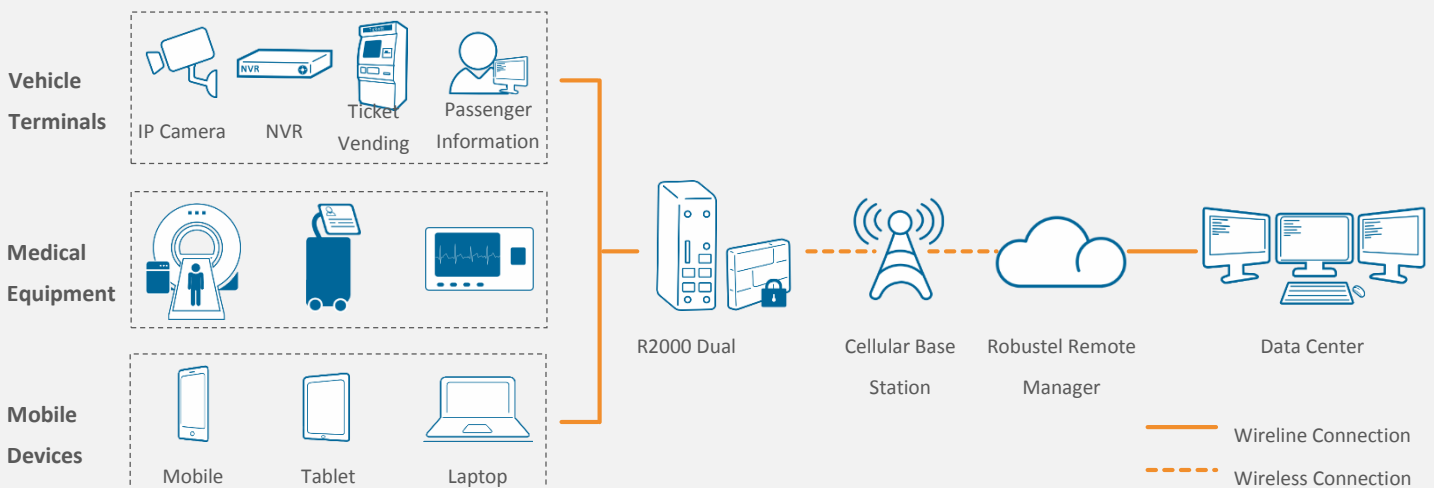 Vehicle
Terminals
NVR
IP Camera
NVR
Ticket
Vending
Passenger
Information
Medical
Equipment
R2000 Dual
Cellular Base
Station
Robustel Remote
Manager
Data Center
Mobile
Devices
Mobile
Tablet
Laptop
Wireline Connection
Wireless Connection